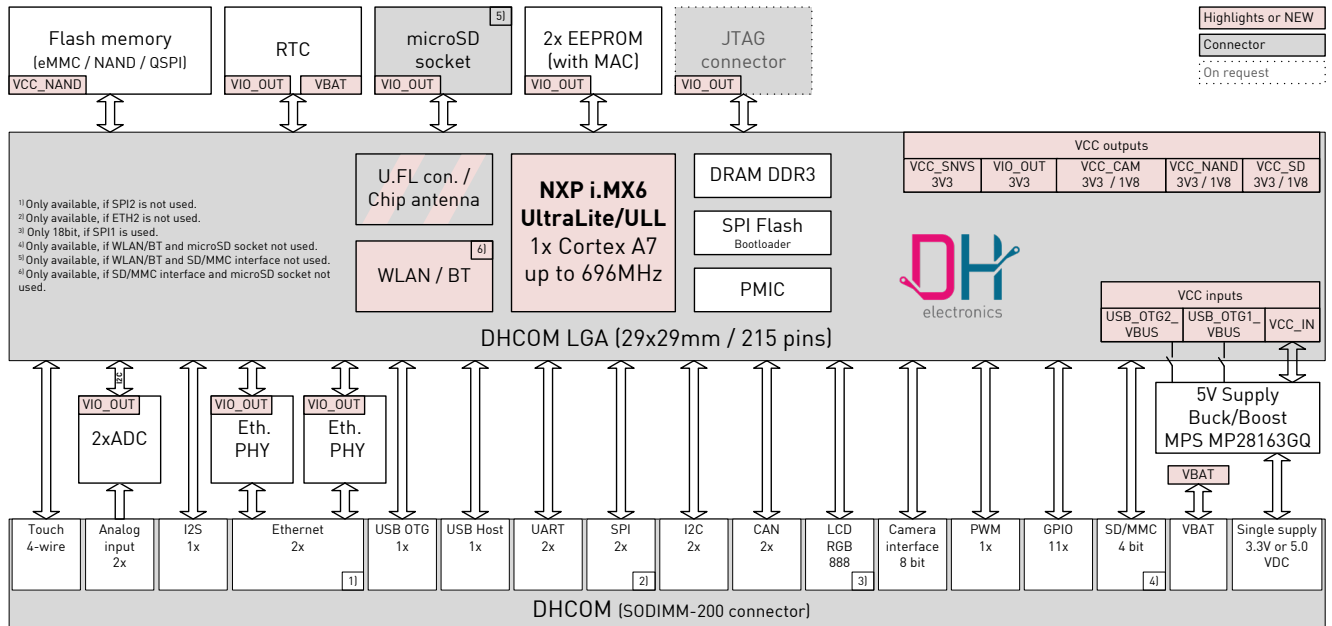 Flash memory
(eMMC / NAND / QSPI)
VCC_NAND
RTC
VIO_OUT
VBAT
5)
microSD
socket
VIO_OUT
2x EEPROM
(with MAC)
VIO_OUT
JTAG
connector
VIO_OUT
Highlights or NEW
Connector
On request
1) Only available, if SPI2 is not used.
2) Only available, if ETH2 is not used.
3) Only 18bit, if SPI1 is used.
4) Only available, if WLAN/BT and microSD socket not used.
5) Only available, if WLAN/BT and SD/MMC interface not used.
6) Only available, if SD/MMC interface and microSD socket not
used.
U.FL con. /
Chip antenna
6)
WLAN / BT
NXP i.MX6
UltraLite/ULL
1x Cortex A7
up to 696MHz
DRAM DDR3
SPI Flash
Bootloader
PMIC
VCC outputs
VCC_SNVS
3V3
VIO_OUT
3V3
VCC_CAM
3V3 / 1V8
VCC_NAND
3V3 / 1V8
VCC_SD
3V3 / 1V8
DH
electronics
VCC inputs
USB_OTG2_
VBUS
USB_OTG1_
VBUS
VCC_IN
DHCOM LGA (29x29mm / 215 pins)
I2C
VIO_OUT
2xADC
VIO_OUT
Eth.
PHY
VIO_OUT
Eth.
PHY
5V Supply
Buck/Boost
MPS MP28163GQ
VBAT
Touch
4-wire
Analog
input
2x
I2S
1x
Ethernet
2x
1)
USB OTG
1x
USB Host
1x
UART
2x
SPI
2x
2)
I2C
2x
CAN
2x
LCD
RGB
888
3)
Camera
interface
8 bit
PWM
1x
GPIO
11x
SD/MMC
4 bit
4)
VBAT
Single supply
3.3V or 5.0
VDC
DHCOM (SODIMM-200 connector)